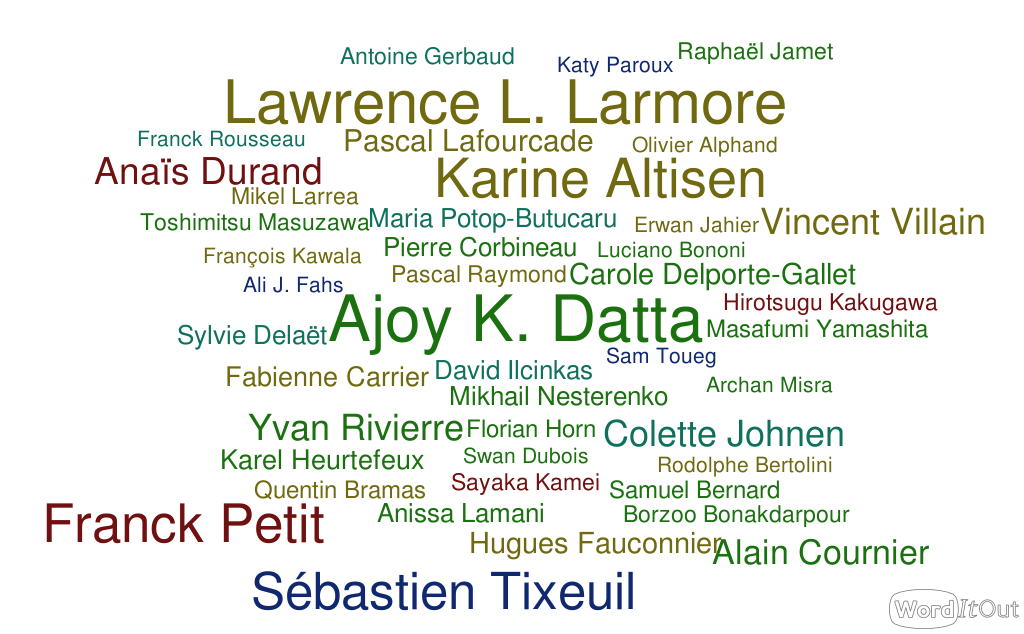 Antoine Gerbaud
Katy Paroux
Raphaël Jamet
Lawrence L. Larmore
Franck Rousseau
Pascal Lafourcade
Olivier Alphand
Anaïs Durand
Karine Altisen
Mikel Larrea
Toshimitsu Masuzawa
Maria Potop-Butucaru
Erwan Jahier
Vincent Villain
François Kawala
Pierre Corbineau
Luciano Bononi
Pascal Raymond
Carole Delporte-Gallet
Ali J. Fahs
Ajoy K. Datta
Hirotsugu Kakugawa
Sylvie Delaët
Masafumi Yamashita
Sam Toueg
Fabienne Carrier
David Ilcinkas
Archan Misra
Mikhail Nesterenko
Yvan Rivierre
Florian Horn
Colette Johnen
Karel Heurtefeux
Swan Dubois
Rodolphe Bertolini
Quentin Bramas
Sayaka Kamei
Samuel Bernard
Franck Petit
Anissa Lamani
Borzoo Bonakdarpour
Hugues Fauconnier
Alain Cournier
Sébastien Tixeuil
WordItOut